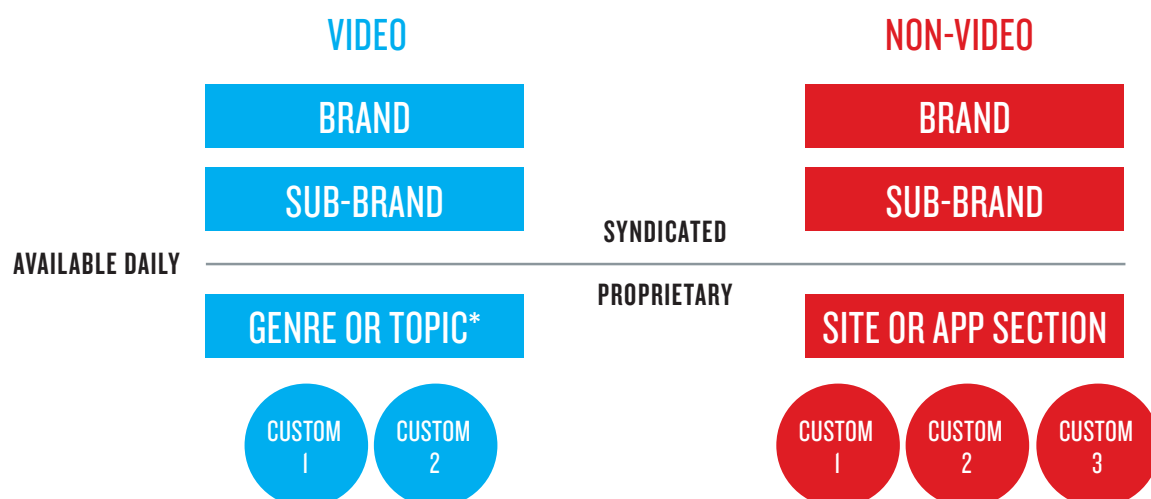 VIDEO
NON-VIDEO
BRAND
BRAND
SUB-BRAND
SUB-BRAND
SYNDICATED
AVAILABLE DAILY
PROPRIETARY
GENRE OR TOPIC*
SITE OR APP SECTION
CUSTOM
1
CUSTOM
2
CUSTOM
1
CUSTOM
2
CUSTOM
3